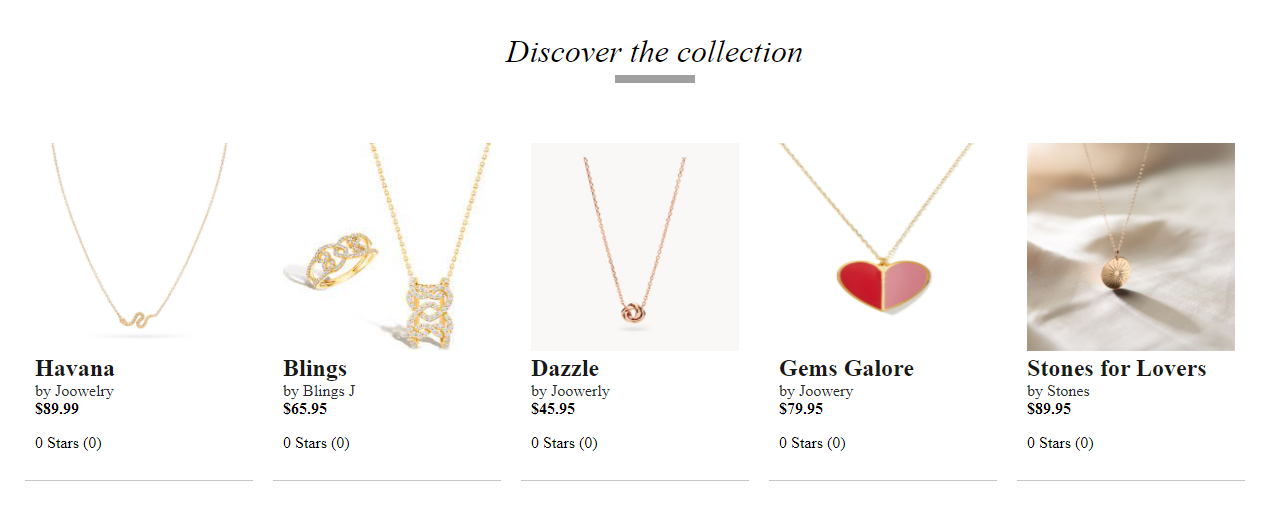 Discover the collection
Havana
by Joowelry
$89.99
0 Stars (0)
Blings
by Blings J
$65.95
0 Stars (0)
Dazzle
by Joowerly
$45.95
0 Stars (0)
Gems Galore
by Joowery
$79.95
0 Stars (0)
Stones for Lovers
by Stones
$89.95
0 Stars (0)